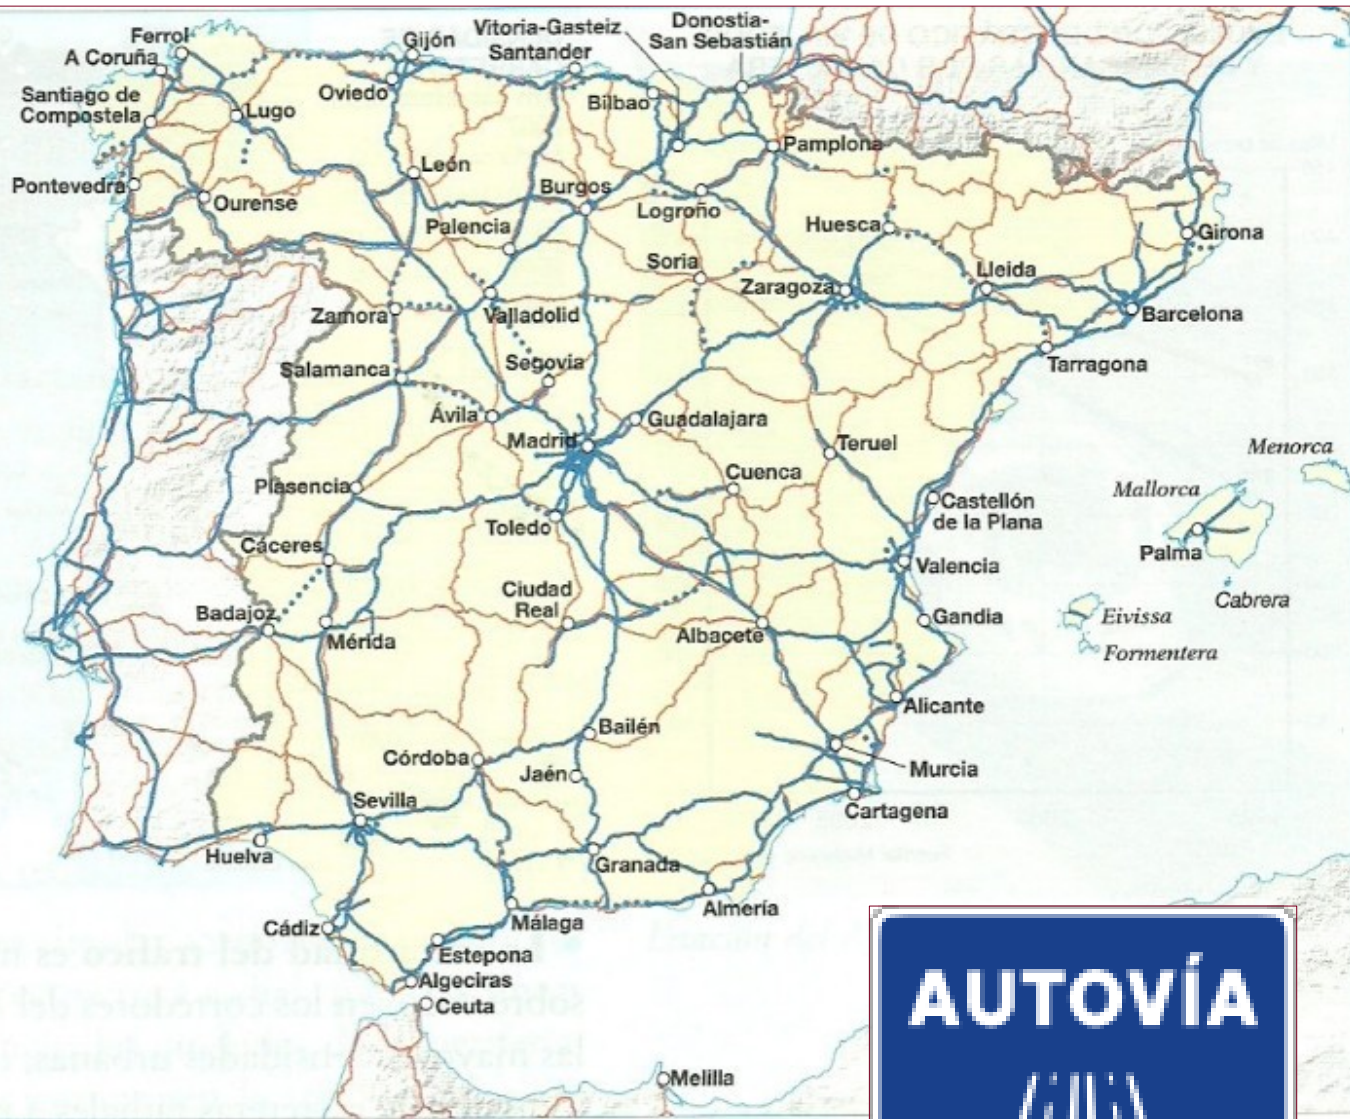 Ferrol
A Coruña
Santiago de
Compostela
Lugo
Pontevedra
Ourense
Oviedo
Gijón
León
Vitoria-Gasteiz
Santander
Donostia-
San Sebastián
Bilbao
Pamplona
Burgos
Logroño
Palencia
Huesca
Girona
Soria
Lleida
Zaragoza
Barcelona
Zamora
Valladolid
Tarragona
Segovia
Salamanca
Ávila
Guadalajara
Madrid
Teruel
Menorca
Cuenca
Mallorca
Plasencia
Castellón
de la Plana
Toledo
Palma
Cáceres
Valencia
Ciudad
Real
Cabrera
Badajoz
Gandia
Eivissa
Albacete
Mérida
Formentera
Alicante
Bailén
Córdoba
Jaén
Murcia
Sevilla
Cartagena
Huelva
Granada
Almería
Cádiz
Málaga
Estepona
Algeciras
Ceuta
Melilla
AUTOVÍA